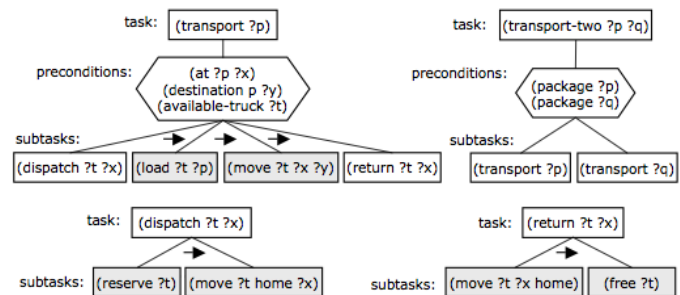 task: (transport ?p)
preconditions: (at ?p ?x)
(destination p ?y)
(available-truck ?t)
subtasks:
(dispatch ?t ?x) (load ?t ?p) (move ?t ?x ?y) (return ?t ?x)
task: (transport-two ?p ?q)
preconditions:
(package ?p)
(package ?q)
subtasks:
(transport ?p) (transport ?q)
task: (dispatch ?t ?x)
subtasks: (reserve ?t) (move ?t home ?x)
task: (return ?t ?x)
subtasks: (move ?t ?x home) (free ?t)